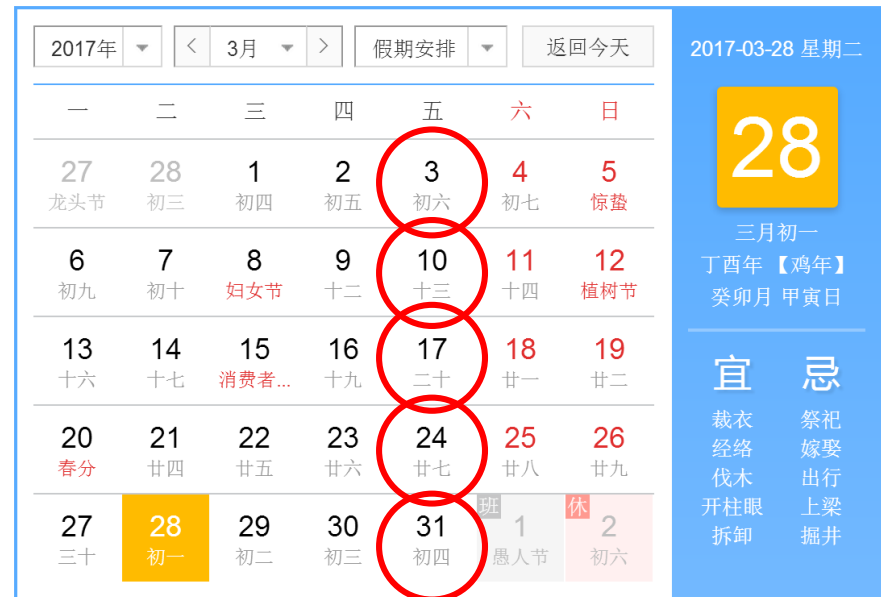 2017年 3月 假期安排 返回今天
一 二 三 四 五 六 日
27 28 1 2 3 4 5
龙头节 初三 初四 初五 初六 初七 惊蛰
6 7 8 9 10 11 12
初九 初十 妇女节 十二 十三 十四 植树节
13 14 15 16 17 18 19
十六 十七 消费者... 十九 二十 廿一 廿二
20 21 22 23 24 25 26
春分 廿四 廿五 廿六 廿七 廿八 廿九
班 休
27 28 29 30 31 1 2
三十 初一 初二 初三 初四 愚人节 初六
2017-03-28 星期二
28
三月初一
丁酉年 【鸡年】
癸卯月 甲寅日
宜 忌
裁衣 祭祀
经络 嫁娶
伐木 出行
开柱眼 上梁
拆卸 掘井